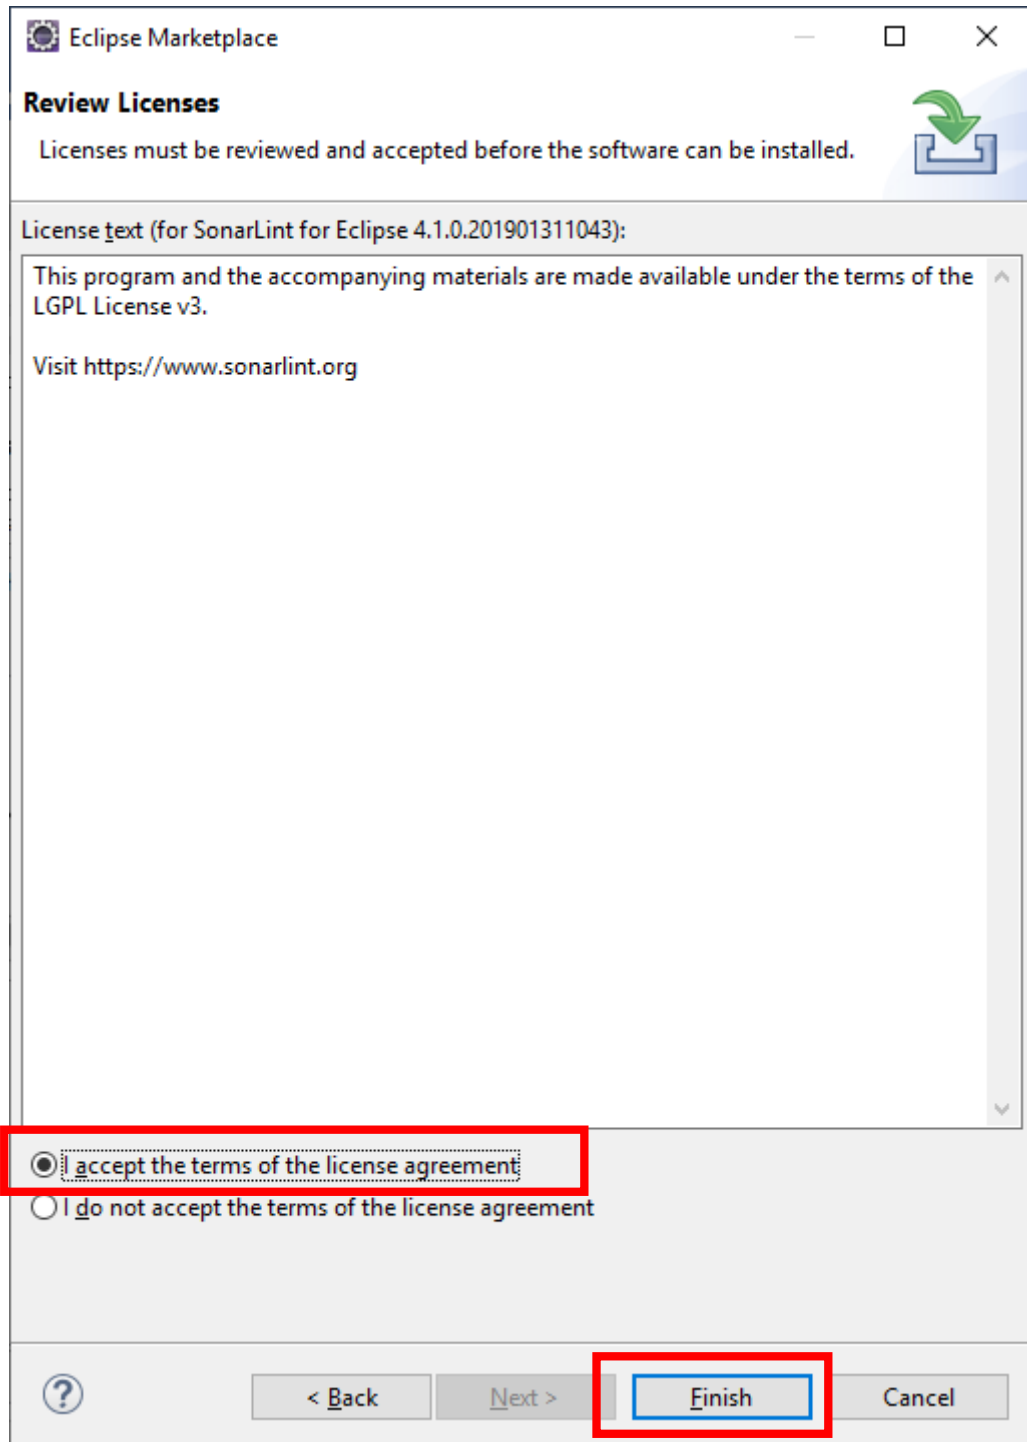 Eclipse Marketplace
Review Licenses
Licenses must be reviewed and accepted before the software can be installed.
License text (for SonarLint for Eclipse 4.1.0.201901311043):
This program and the accompanying materials are made available under the terms of the
LGPL License v3.
Visit https://www.sonarlint.org
I accept the terms of the license agreement
I do not accept the terms of the license agreement
? < Back Next > Finish Cancel